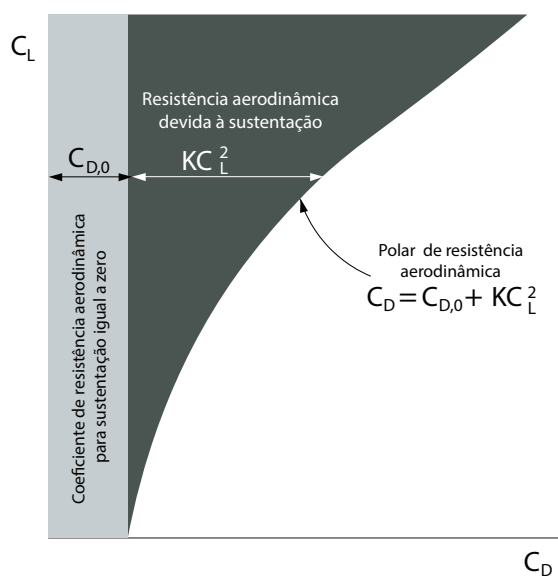 C_L
Resistência aerodinâmica
devida à sustentação
C_D,0
KC_L^2
Coeficiente de resistência aerodinâmica
para sustentação igual a zero
Polar de resistência
aerodinâmica
C_D = C_D,0 + KC_L^2
C_D